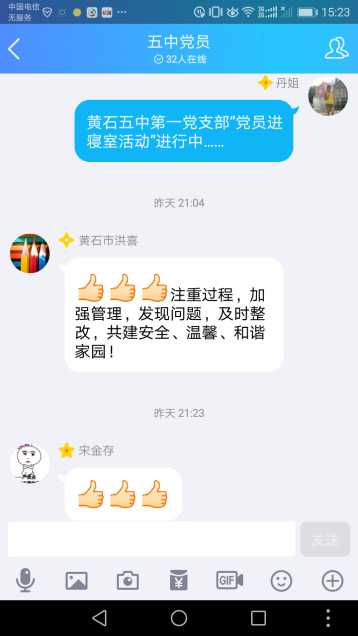 中国电信
无服务
15:23
五中党员
32人在线
丹姐
黄石五中第一党支部“党员进
寝室活动”进行中……
昨天 21:04
黄石市洪喜
注重过程，加
强管理，发现问题，及时整
改，共建安全、温馨、和谐
家园！
昨天 21:23
宋金存
发送
GIF